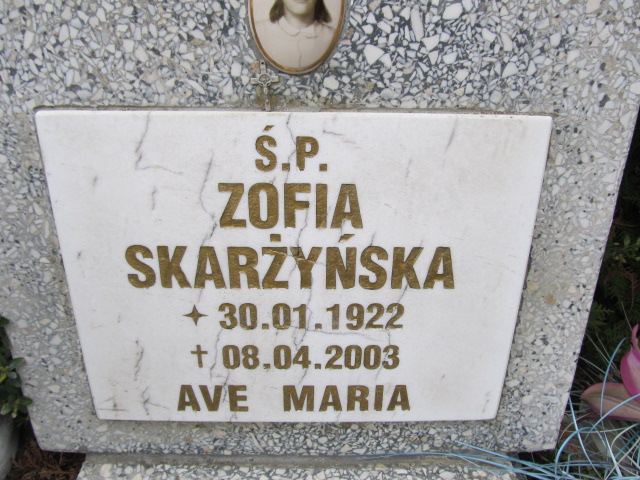 Ś.P.
ZOFIA
SKARŻYŃSKA
✦ 30.01.1922
† 08.04.2003
AVE MARIA